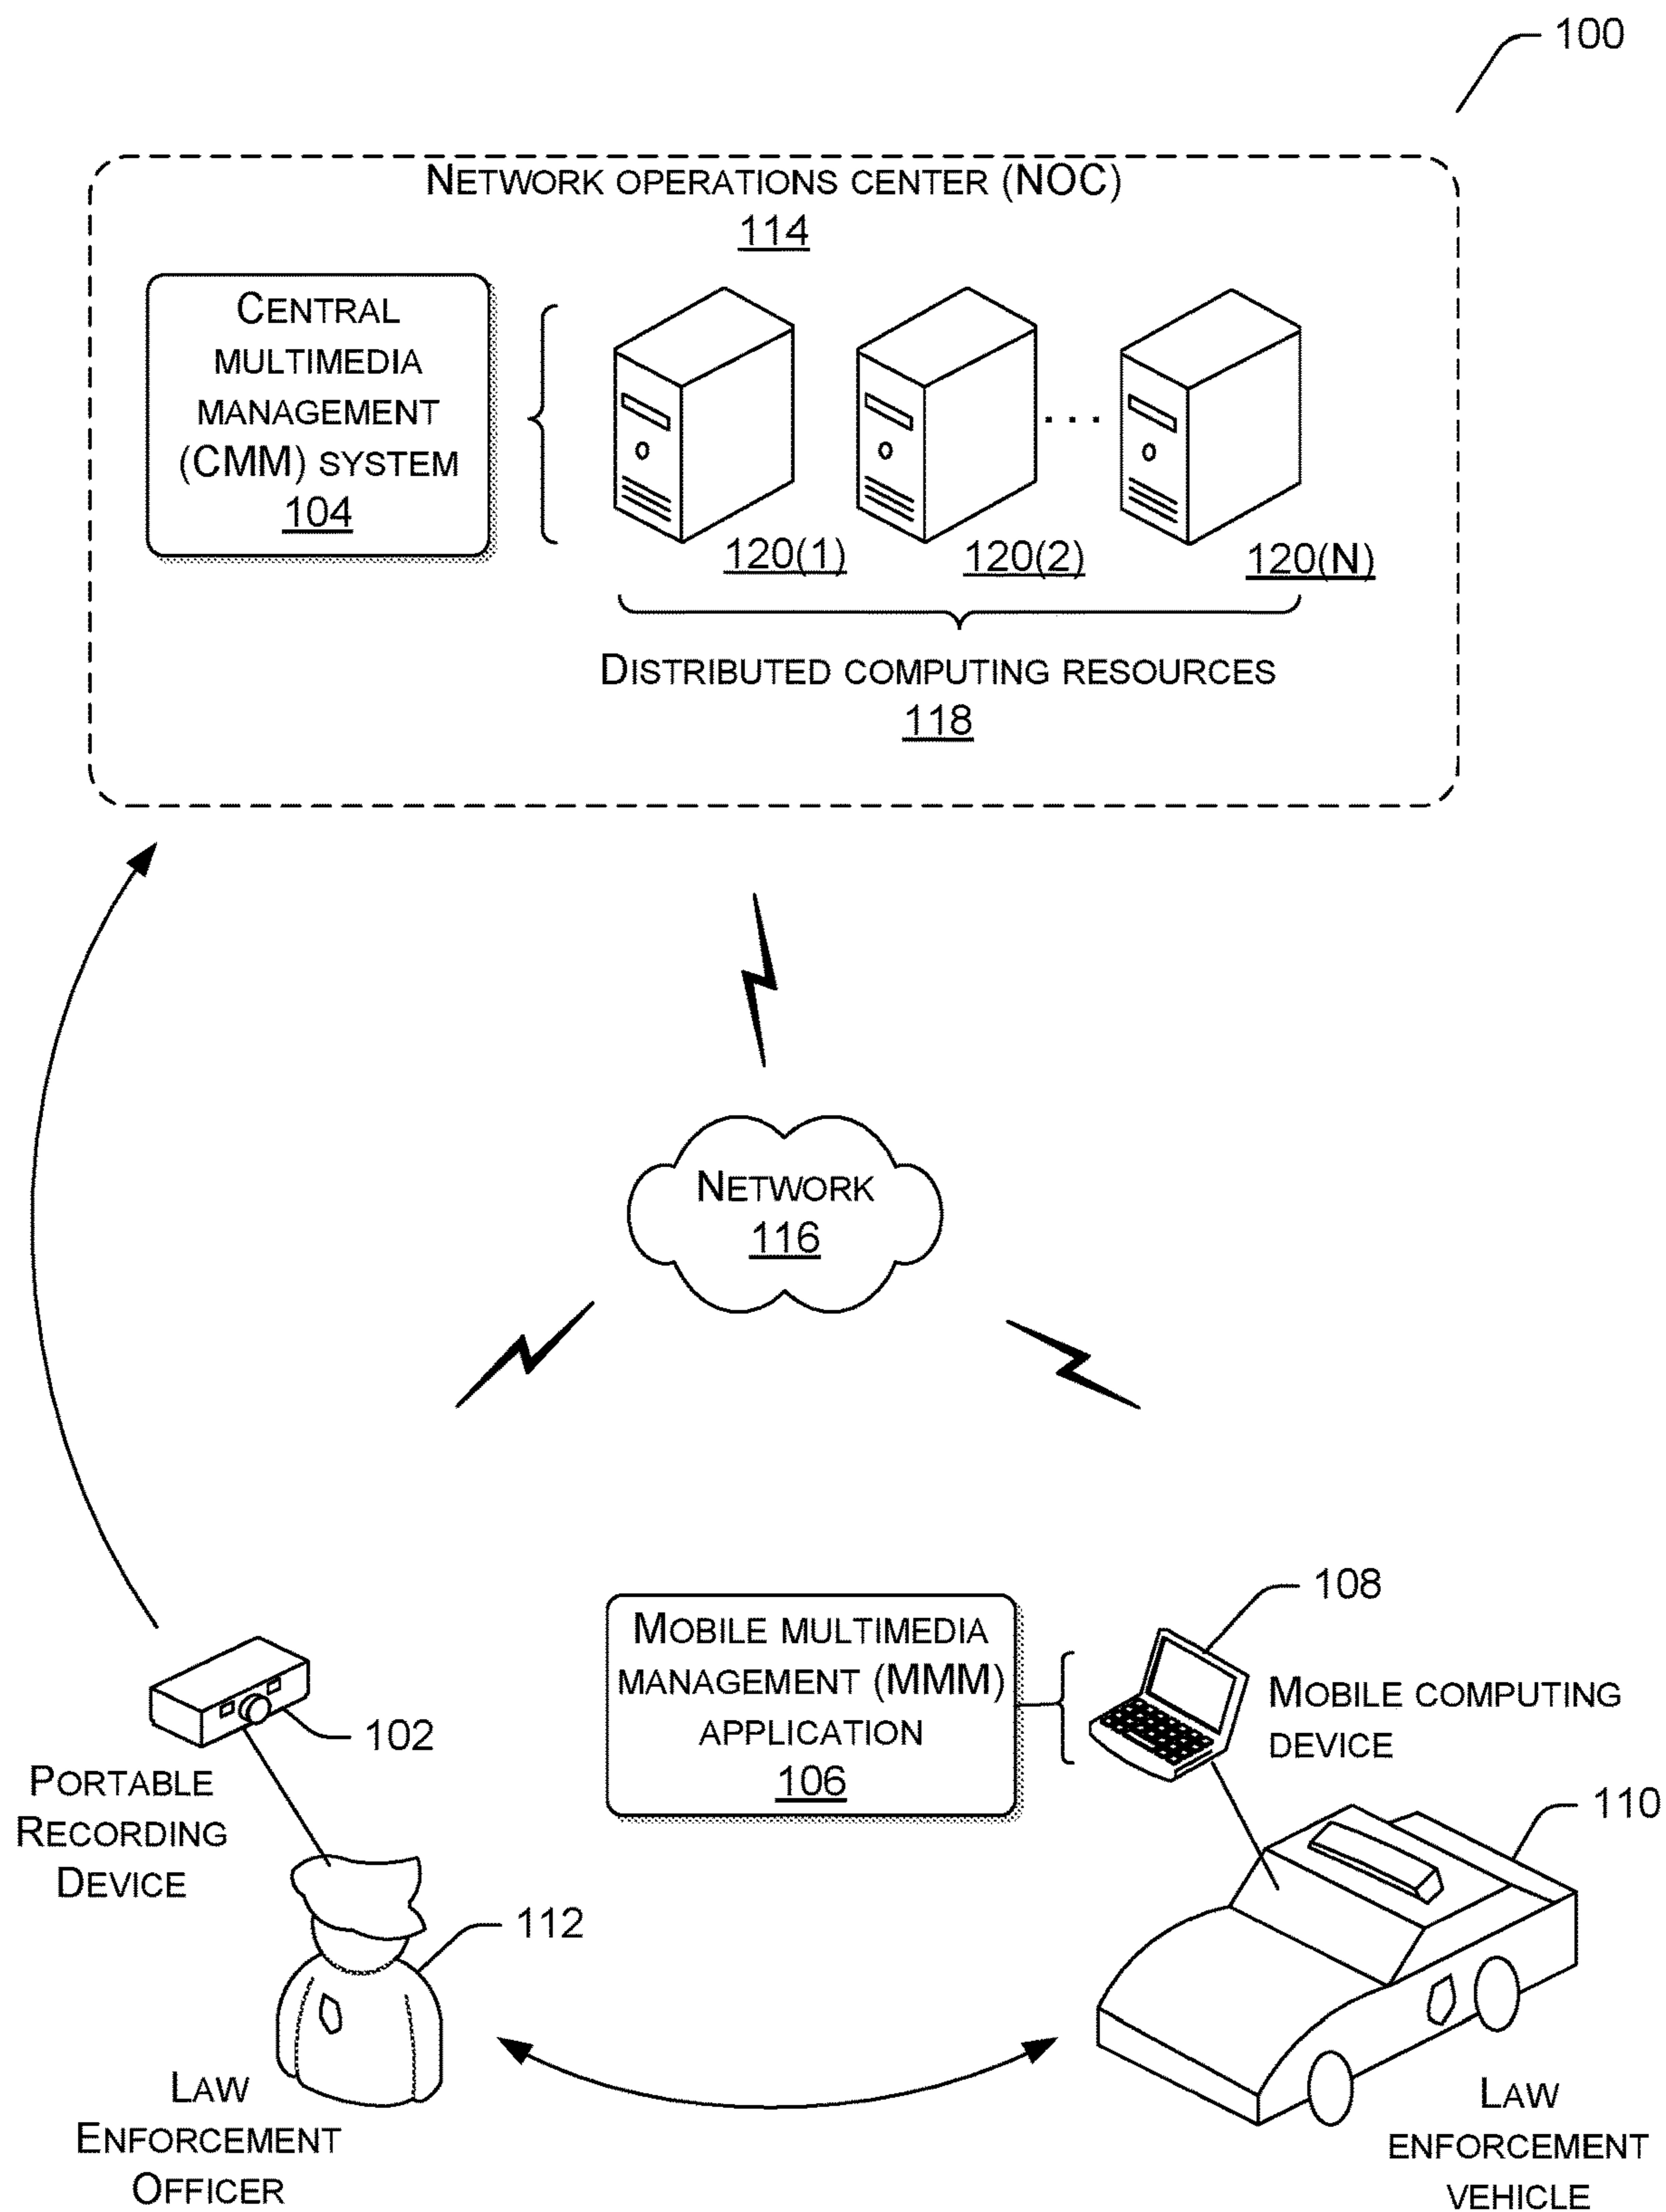 100
NETWORK OPERATIONS CENTER (NOC)
114
CENTRAL
MULTIMEDIA
MANAGEMENT
(CMM) SYSTEM
104
120(1)
120(2)
...
120(N)
DISTRIBUTED COMPUTING RESOURCES
118
NETWORK
116
108
MOBILE MULTIMEDIA
MANAGEMENT (MMM)
APPLICATION
106
MOBILE COMPUTING
DEVICE
102
PORTABLE
RECORDING
DEVICE
110
112
LAW
ENFORCEMENT
OFFICER
LAW
ENFORCEMENT
VEHICLE